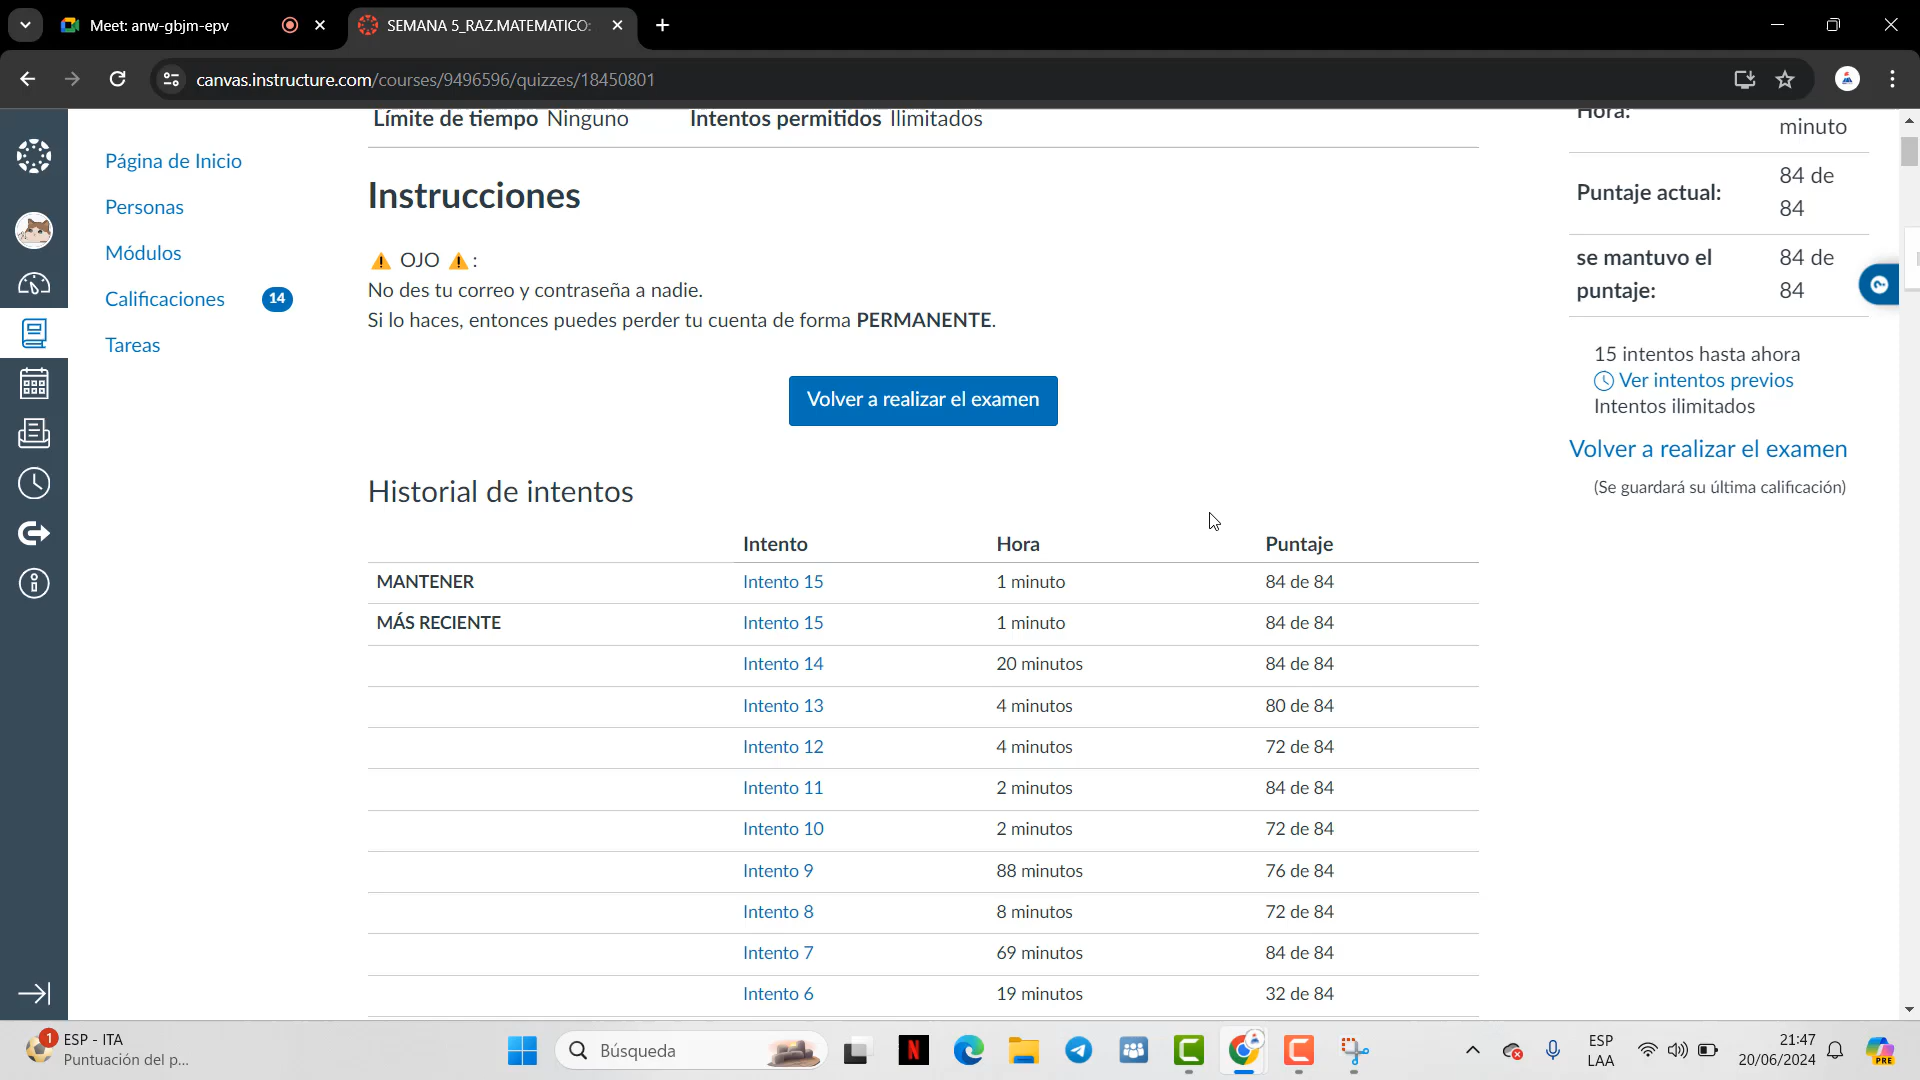 Meet: anw-gbjm-epv
SEMANA 5_RAZ.MATEMATICO:
canvas.instructure.com/courses/9496596/quizzes/18450801
Página de Inicio
Personas
Módulos
Calificaciones 14
Tareas
Límite de tiempo Ninguno Intentos permitidos Ilimitados
Instrucciones
⚠️ OJO ⚠️ :
No des tu correo y contraseña a nadie.
Si lo haces, entonces puedes perder tu cuenta de forma PERMANENTE.
Volver a realizar el examen
Historial de intentos
Intento Hora Puntaje
MANTENER Intento 15 1 minuto 84 de 84
MÁS RECIENTE Intento 15 1 minuto 84 de 84
Intento 14 20 minutos 84 de 84
Intento 13 4 minutos 80 de 84
Intento 12 4 minutos 72 de 84
Intento 11 2 minutos 84 de 84
Intento 10 2 minutos 72 de 84
Intento 9 88 minutos 76 de 84
Intento 8 8 minutos 72 de 84
Intento 7 69 minutos 84 de 84
Intento 6 19 minutos 32 de 84
Hora:
minuto
Puntaje actual: 84 de
84
se mantuvo el 84 de
puntaje: 84
15 intentos hasta ahora
Ver intentos previos
Intentos ilimitados
Volver a realizar el examen
(Se guardará su última calificación)
1
ESP - ITA
Puntuación del p...
Búsqueda
N
ESP
LAA
21:47
20/06/2024
PRE